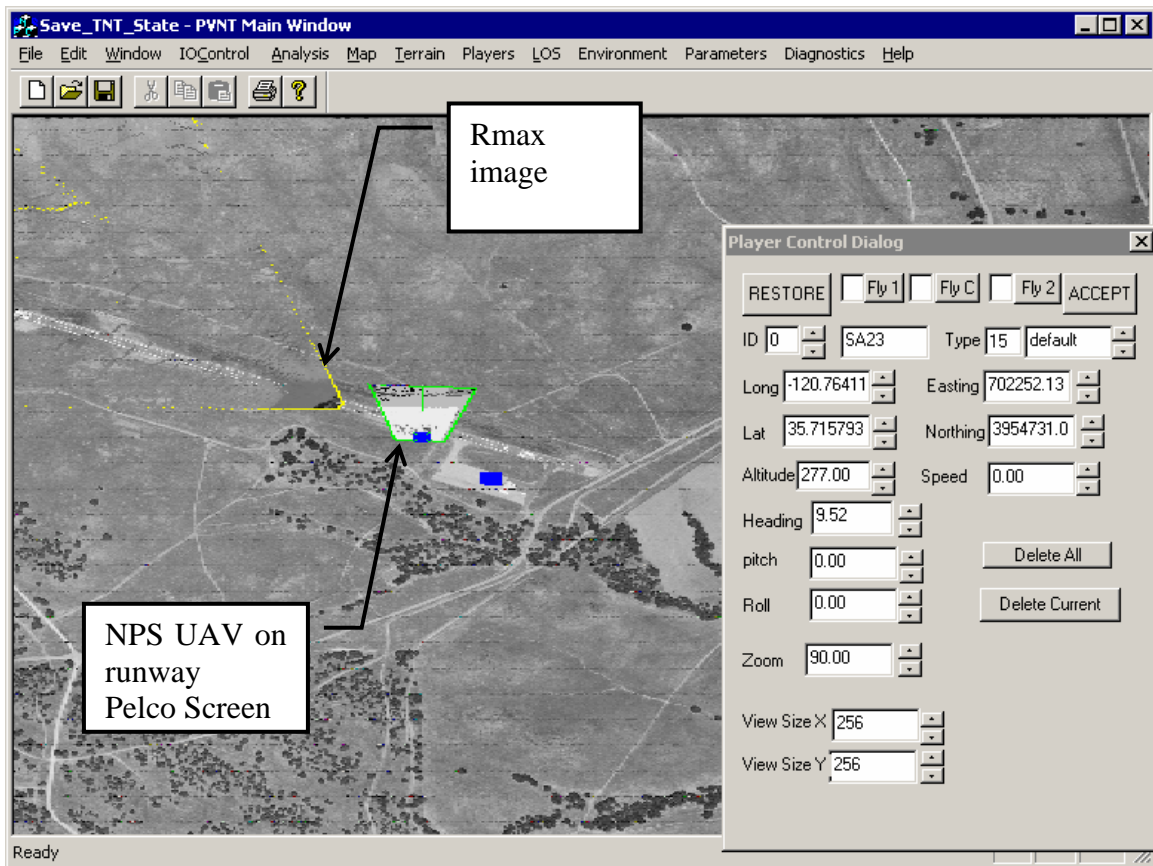 Save_TNT_State - PVNT Main Window
File Edit Window IOControl Analysis Map Terrain Players LOS Environment Parameters Diagnostics Help
Rmax
image
Player Control Dialog
RESTORE Fly 1 Fly C Fly 2 ACCEPT
ID 0 SA23 Type 15 default
Long -120.76411 Easting 702252.13
Lat 35.715793 Northing 3954731.0
Altitude 277.00 Speed 0.00
Heading 9.52
pitch 0.00 Delete All
Roll 0.00 Delete Current
Zoom 90.00
View Size X 256
View Size Y 256
NPS UAV on
runway
Pelco Screen
Ready